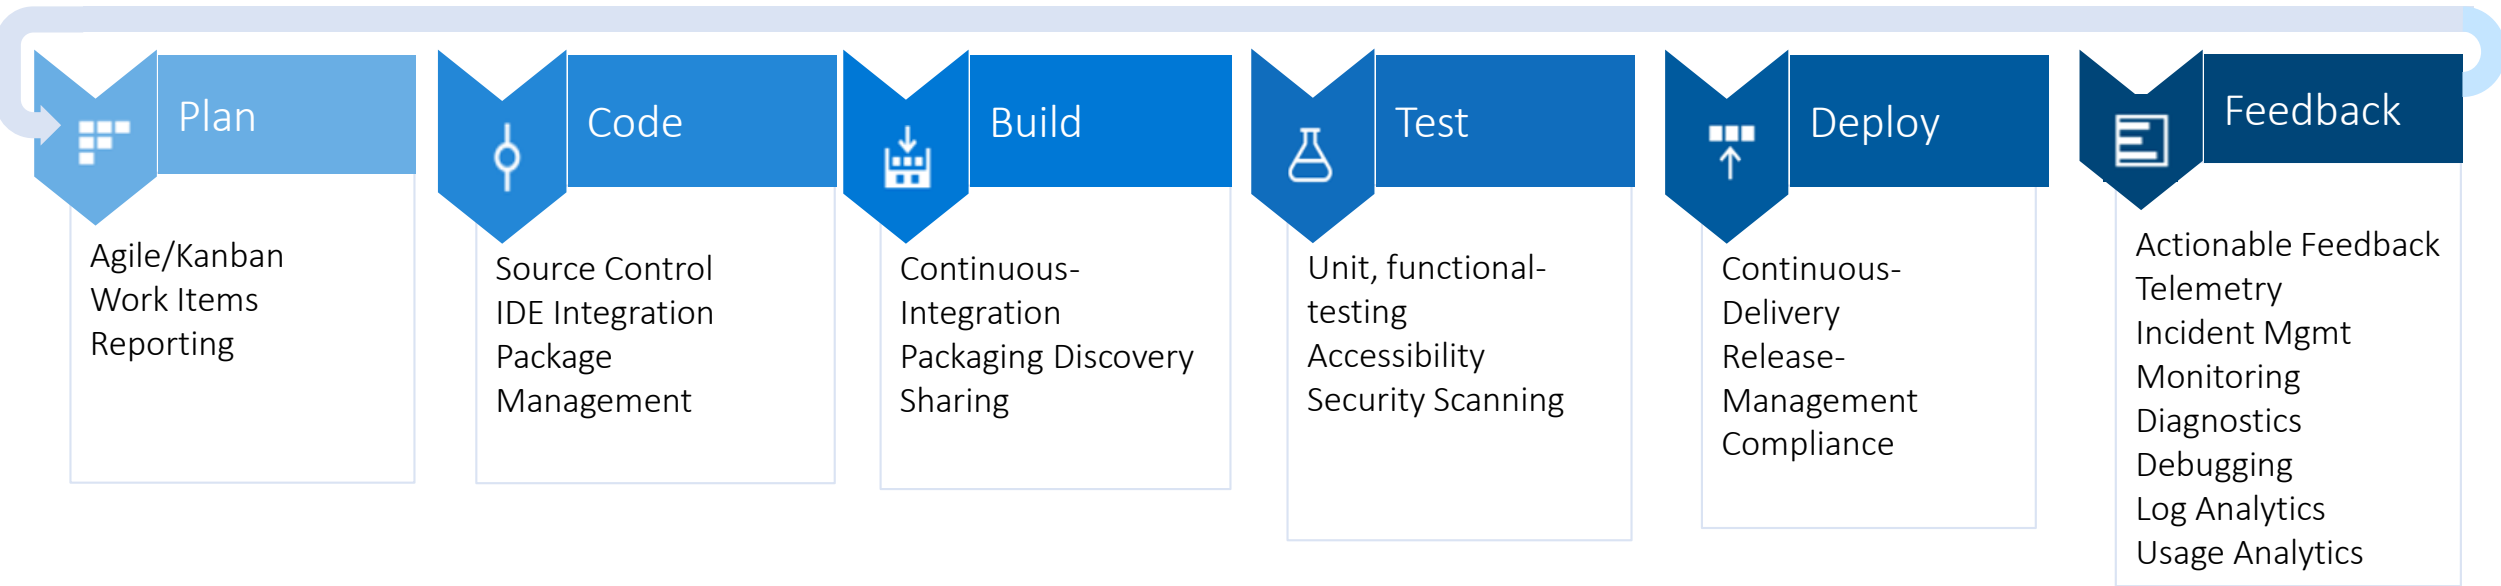 Plan
Agile/Kanban
Work Items
Reporting
Code
Source Control
IDE Integration
Package
Management
Build
Continuous-
Integration
Packaging Discovery
Sharing
Test
Unit, functional-
testing
Accessibility
Security Scanning
Deploy
Continuous-
Delivery
Release-
Management
Compliance
Feedback
Actionable Feedback
Telemetry
Incident Mgmt
Monitoring
Diagnostics
Debugging
Log Analytics
Usage Analytics